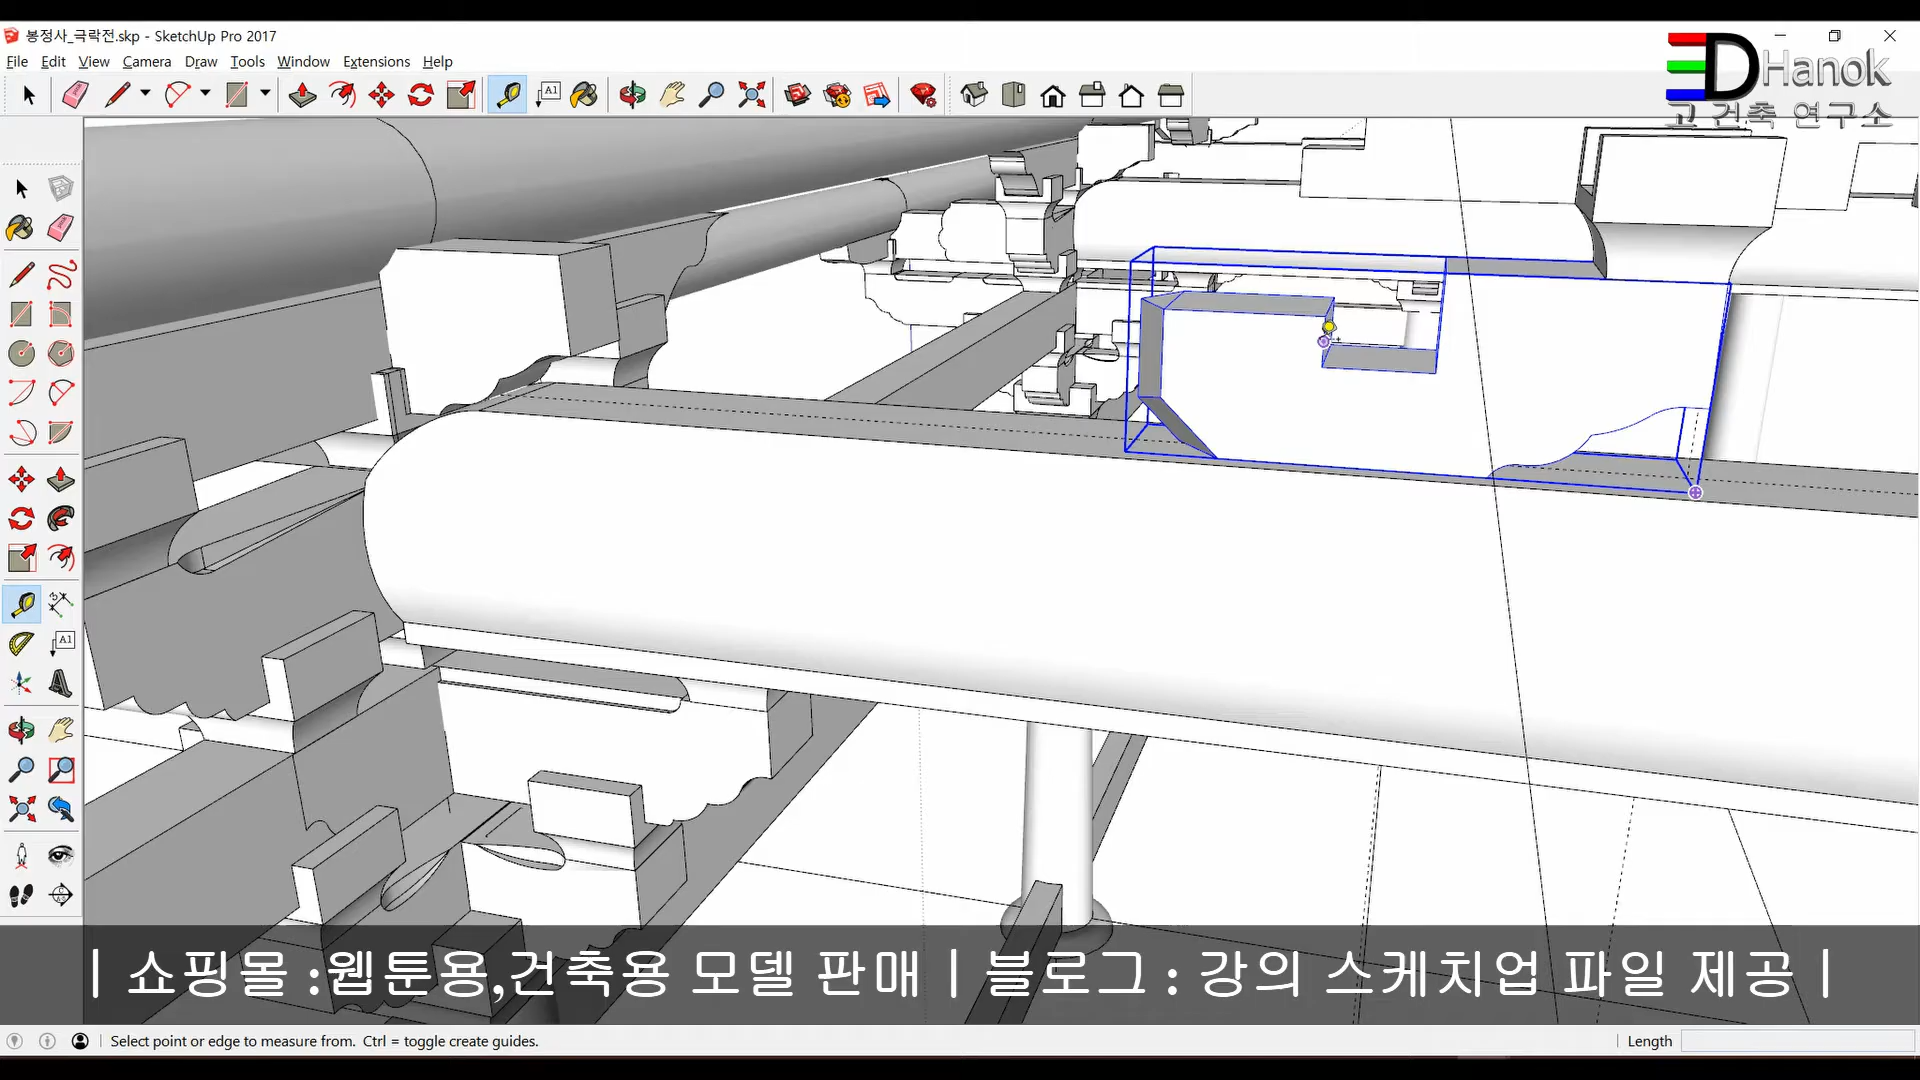 봉정사_극락전.skp - SketchUp Pro 2017
File Edit View Camera Draw Tools Window Extensions Help
DHanok
고 건축 연구소
| 쇼핑몰 :웹툰용,건축용 모델 판매 | 블로그 : 강의 스케치업 파일 제공 |
Select point or edge to measure from. Ctrl = toggle create guides.
Length